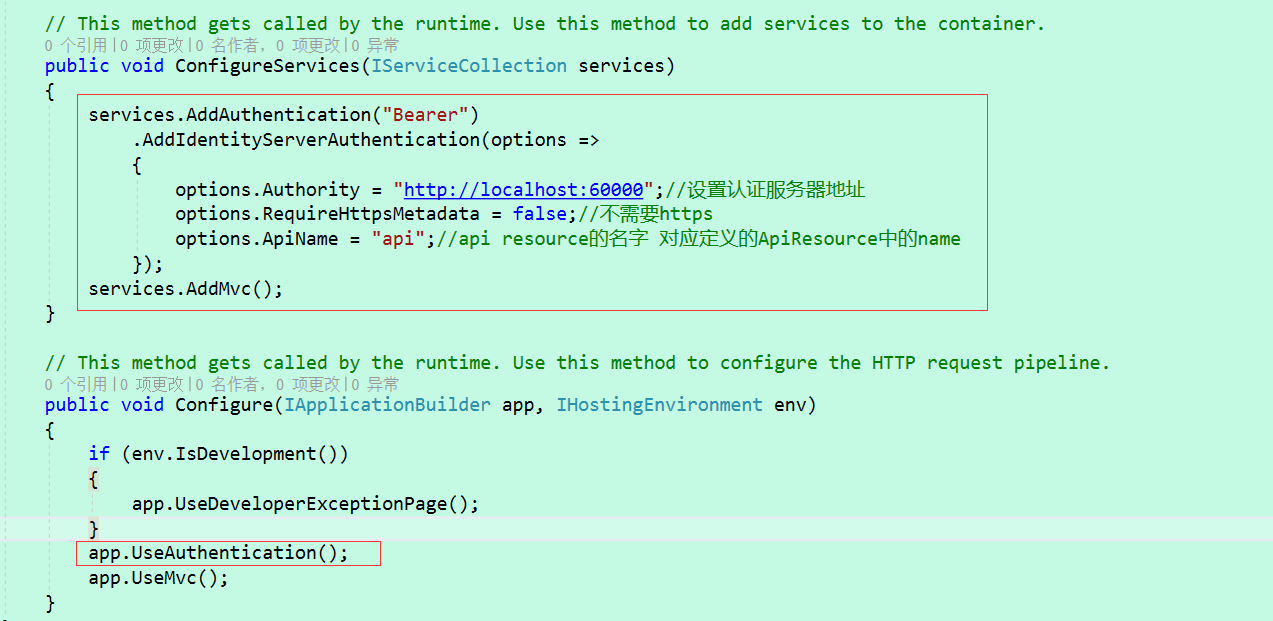 // This method gets called by the runtime. Use this method to add services to the container.
0 个引用|0 项更改|0 名作者, 0 项更改|0 异常
public void ConfigureServices(IServiceCollection services)
{
services.AddAuthentication("Bearer")
.AddIdentityServerAuthentication(options =>
{
options.Authority = "http://localhost:60000";//设置认证服务器地址
options.RequireHttpsMetadata = false;//不需要https
options.ApiName = "api";//api resource的名字 对应定义的ApiResource中的name
});
services.AddMvc();
}
// This method gets called by the runtime. Use this method to configure the HTTP request pipeline.
0 个引用|0 项更改|0 名作者, 0 项更改|0 异常
public void Configure(IApplicationBuilder app, IHostingEnvironment env)
{
if (env.IsDevelopment())
{
app.UseDeveloperExceptionPage();
}
app.UseAuthentication();
app.UseMvc();
}